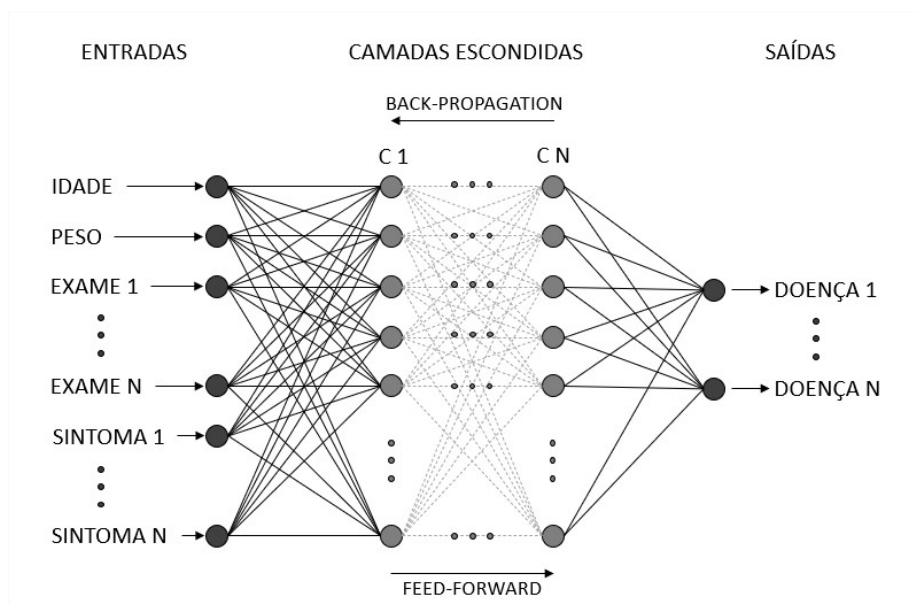 ENTRADAS
CAMADAS ESCONDIDAS
SAÍDAS
BACK-PROPAGATION
C 1
C N
IDADE
PESO
EXAME 1
EXAME N
SINTOMA 1
SINTOMA N
DOENÇA 1
DOENÇA N
FEED-FORWARD